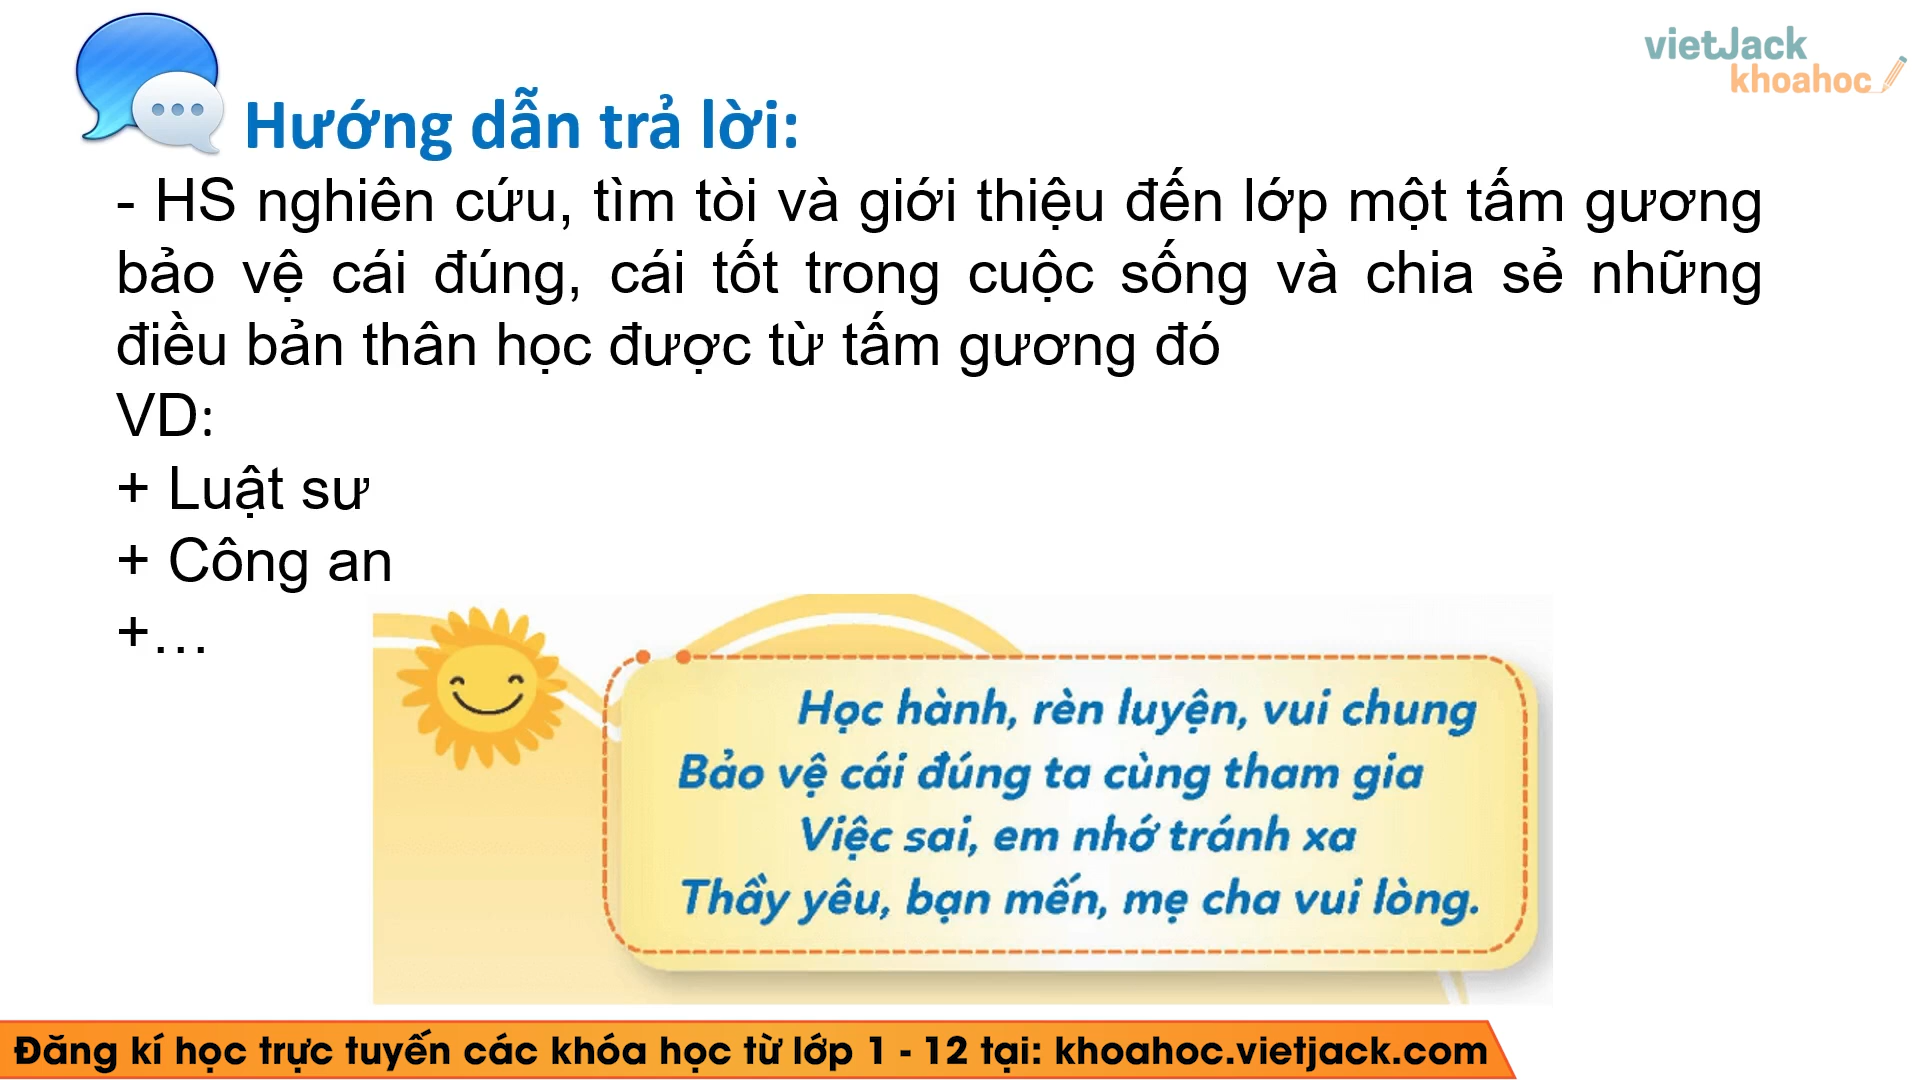 vietJack
khoahoc
Hướng dẫn trả lời:
- HS nghiên cứu, tìm tòi và giới thiệu đến lớp một tấm gương
bảo vệ cái đúng, cái tốt trong cuộc sống và chia sẻ những
điều bản thân học được từ tấm gương đó
VD:
+ Luật sư
+ Công an
+…
Học hành, rèn luyện, vui chung
Bảo vệ cái đúng ta cùng tham gia
Việc sai, em nhớ tránh xa
Thầy yêu, bạn mến, mẹ cha vui lòng.
Đăng kí học trực tuyến các khóa học từ lớp 1 - 12 tại: khoahoc.vietjack.com